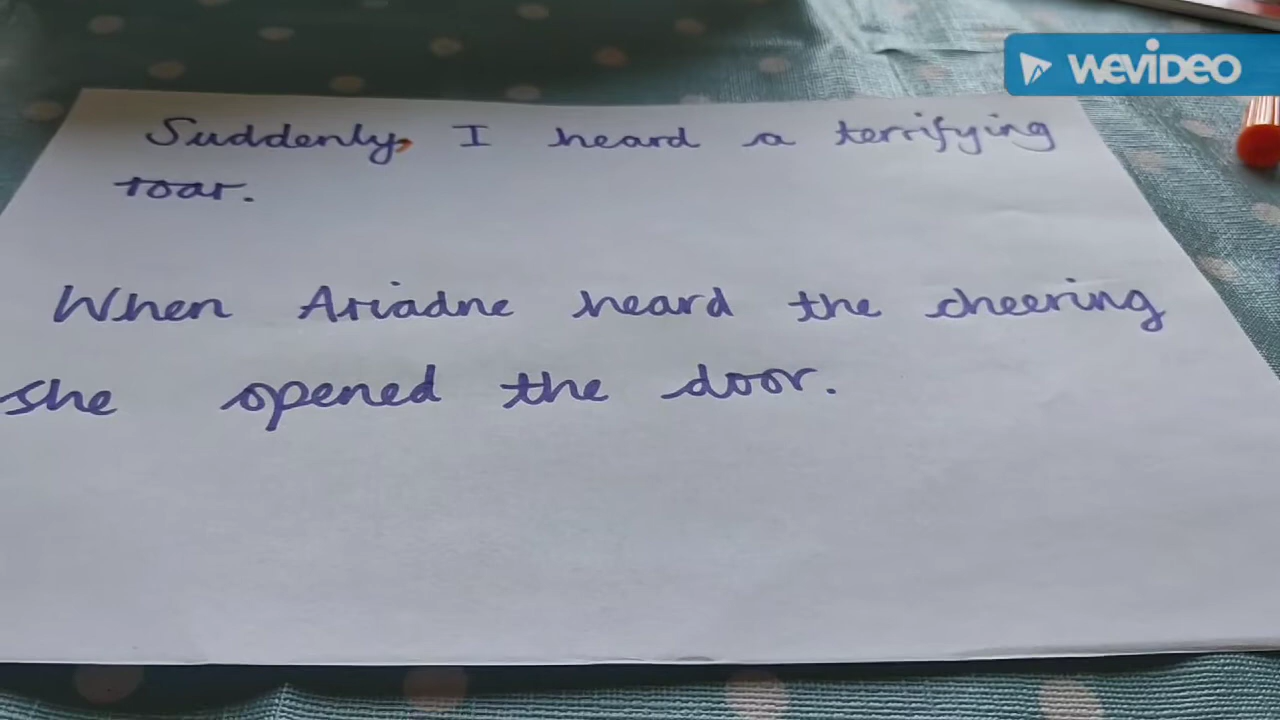 WEVIDEO
Suddenly, I heard a terrifying
roar.
When Ariadne heard the cheering
she opened the door.